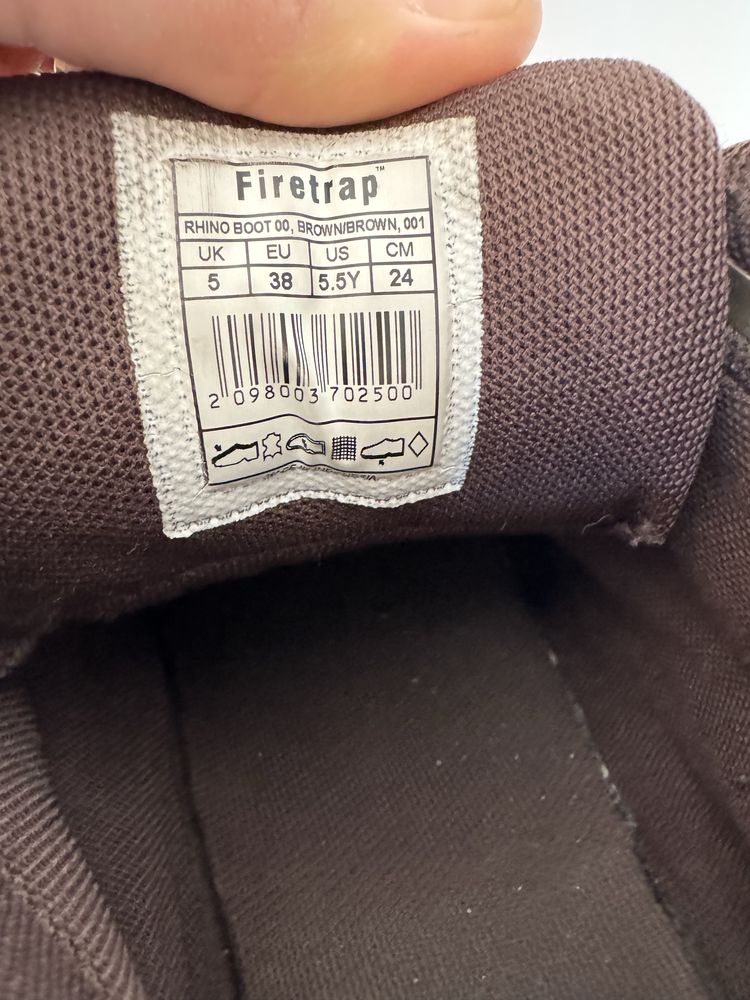 Firetrap™
RHINO BOOT 00, BROWN/BROWN, 001
UK EU US CM
5 38 5.5Y 24
2 098003 702500